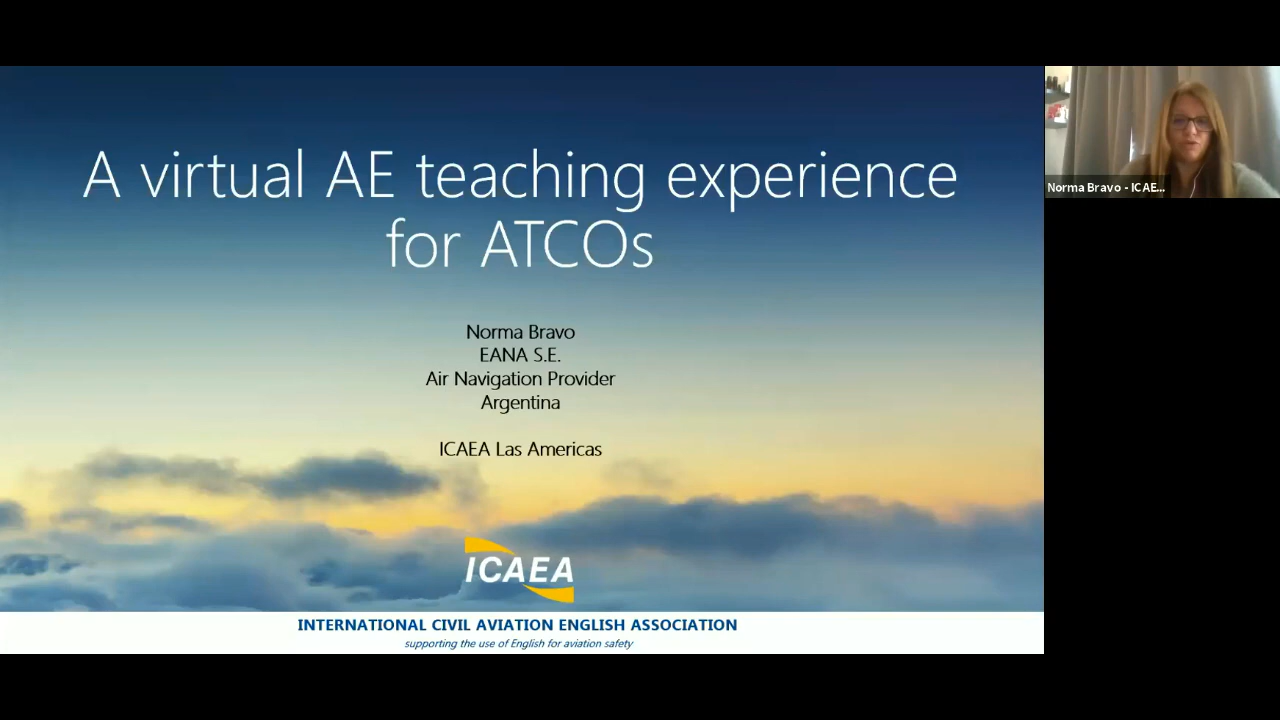 A virtual AE teaching experience
for ATCOs
Norma Bravo
EANA S.E.
Air Navigation Provider
Argentina
ICAEA Las Americas
ICAEA
INTERNATIONAL CIVIL AVIATION ENGLISH ASSOCIATION
supporting the use of English for aviation safety
Norma Bravo - ICAE...